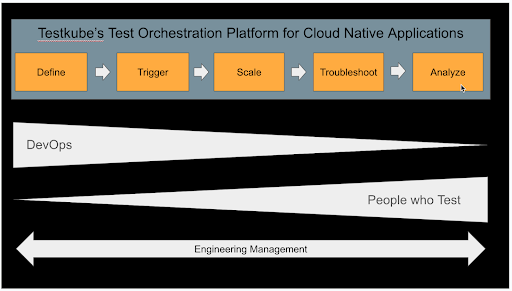 Testkube's Test Orchestration Platform for Cloud Native Applications
Define
Trigger
Scale
Troubleshoot
Analyze
DevOps
People who Test
Engineering Management